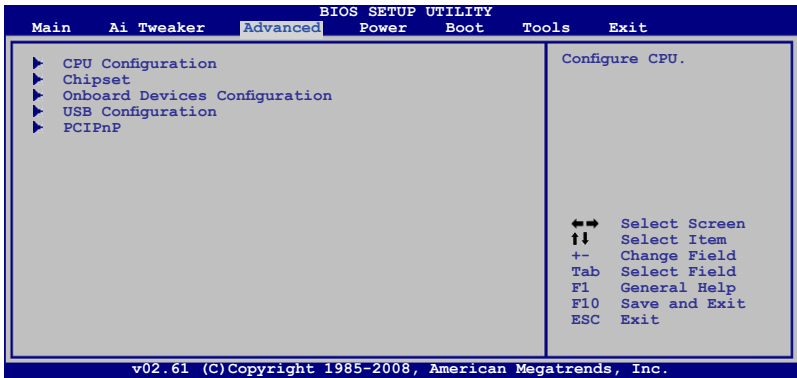 BIOS SETUP UTILITY
Main Ai Tweaker Advanced Power Boot Tools Exit
CPU Configuration
Chipset
Onboard Devices Configuration
USB Configuration
PCIPnP
Configure CPU.
←→ Select Screen
↑↓ Select Item
+- Change Field
Tab Select Field
F1 General Help
F10 Save and Exit
ESC Exit
v02.61 (C)Copyright 1985-2008, American Megatrends, Inc.